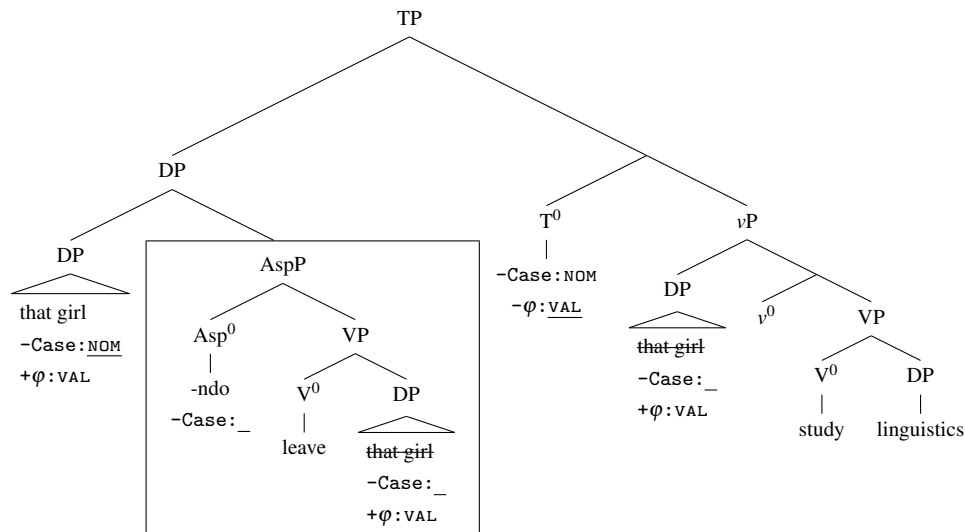 TP
DP
T⁰ vP
DP AspP -Case:NOM DP
that girl Asp⁰ VP -φ:VAL v⁰ VP
-Case:NOM -ndo V⁰ DP that girl V⁰ DP
+φ:VAL -Case:_ leave that girl -Case:_ study linguistics
-Case:_ +φ:VAL
+φ:VAL